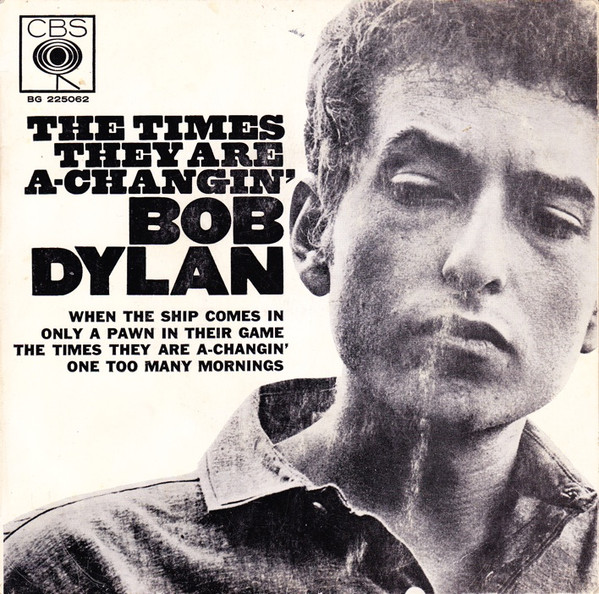 CBS
BG 225062
THE TIMES
THEY ARE
A-CHANGIN'
BOB
DYLAN
WHEN THE SHIP COMES IN
ONLY A PAWN IN THEIR GAME
THE TIMES THEY ARE A-CHANGIN'
ONE TOO MANY MORNINGS